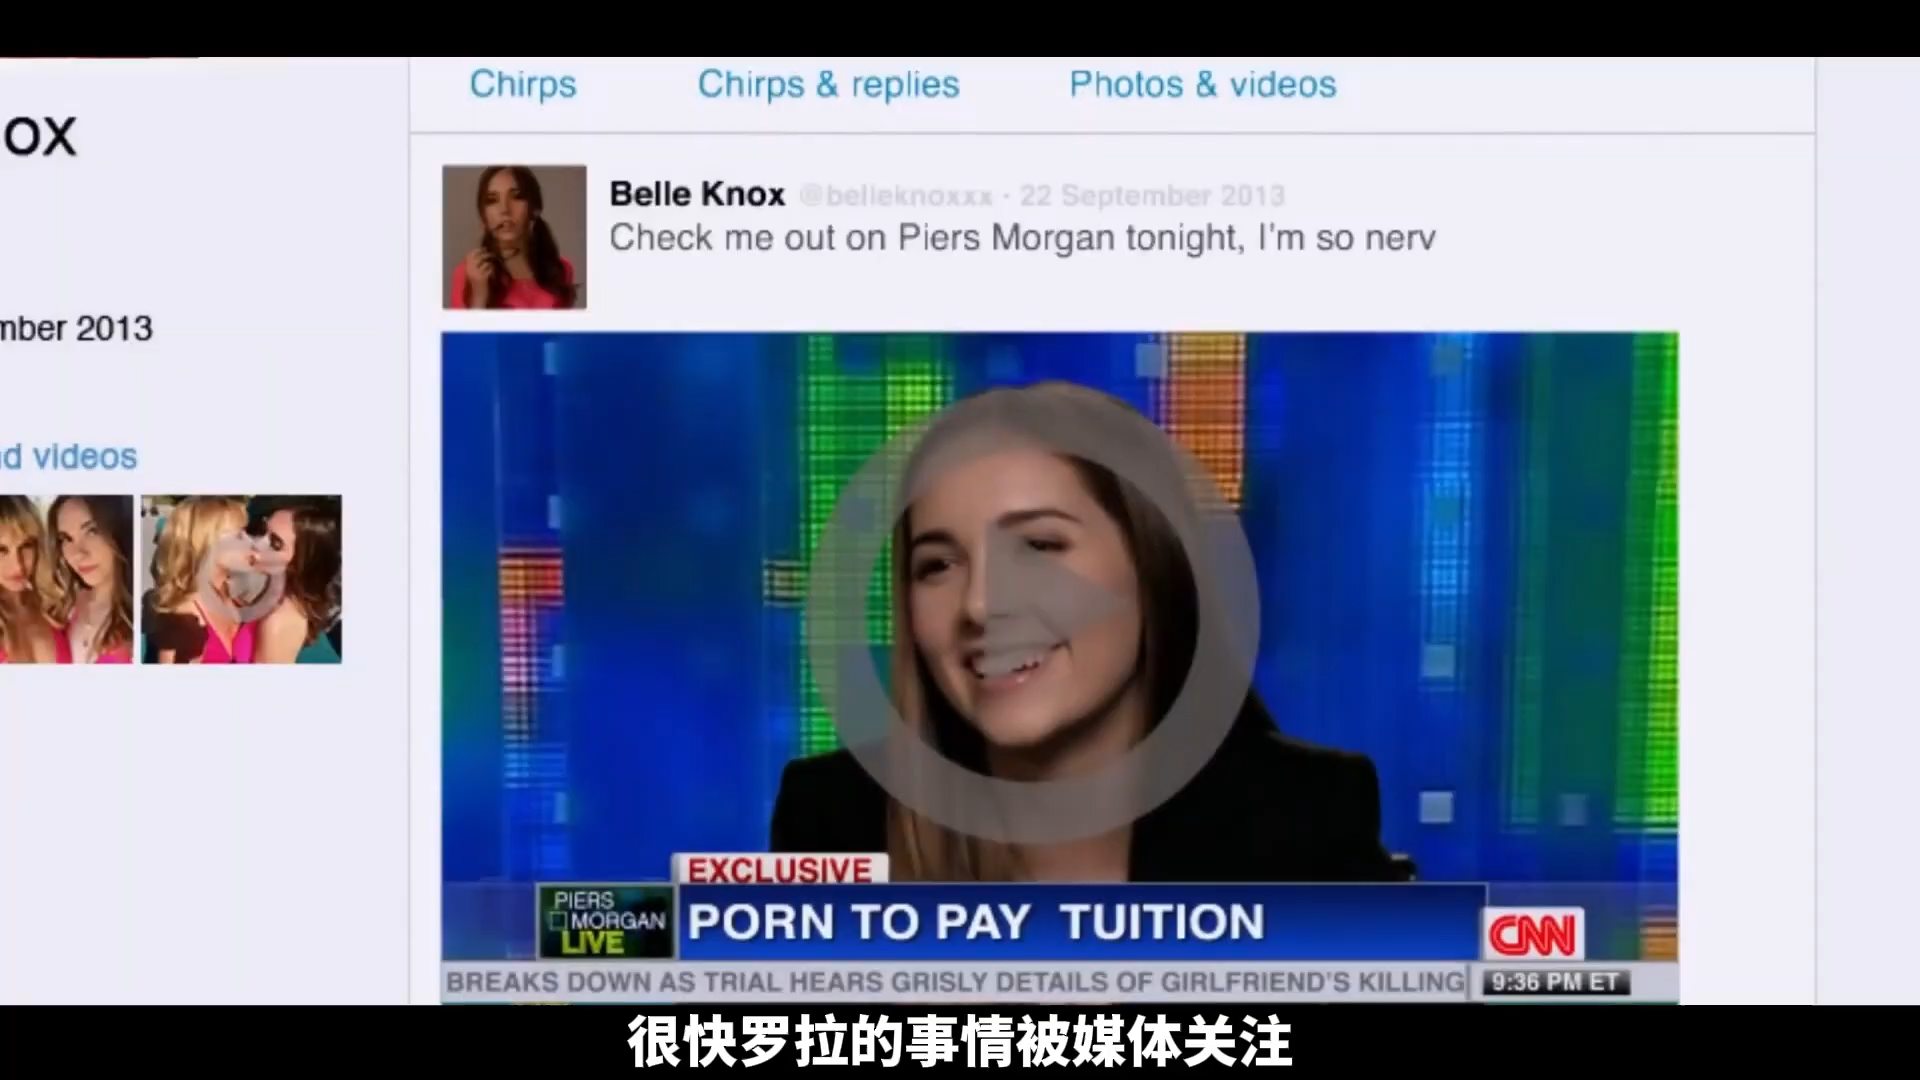 Chirps
Chirps & replies
Photos & videos
ox
Belle Knox @belleknoxxx · 22 September 2013
Check me out on Piers Morgan tonight, I'm so nerv
mber 2013
d videos
EXCLUSIVE
PIERS
MORGAN
LIVE
PORN TO PAY TUITION
CNN
BREAKS DOWN AS TRIAL HEARS GRISLY DETAILS OF GIRLFRIEND'S KILLING
9:36 PM ET
很快罗拉的事情被媒体关注